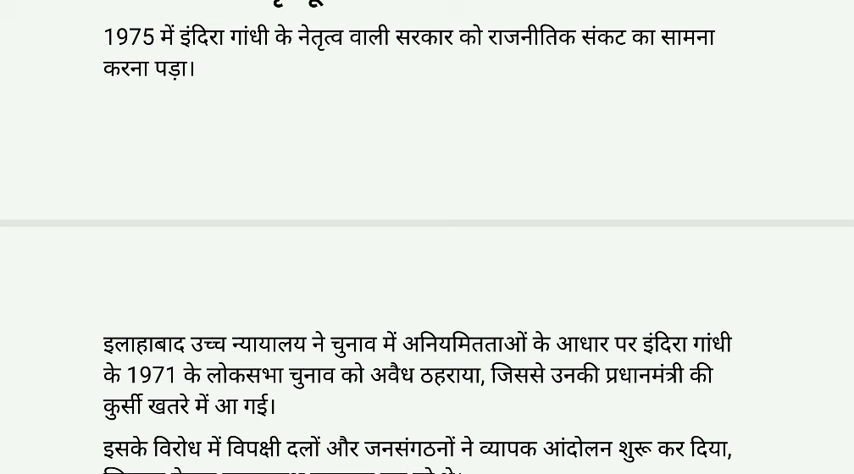 1975 में इंदिरा गांधी के नेतृत्व वाली सरकार को राजनीतिक संकट का सामना
करना पड़ा।
इलाहाबाद उच्च न्यायालय ने चुनाव में अनियमितताओं के आधार पर इंदिरा गांधी
के 1971 के लोकसभा चुनाव को अवैध ठहराया, जिससे उनकी प्रधानमंत्री की
कुर्सी खतरे में आ गई।
इसके विरोध में विपक्षी दलों और जनसंगठनों ने व्यापक आंदोलन शुरू कर दिया,